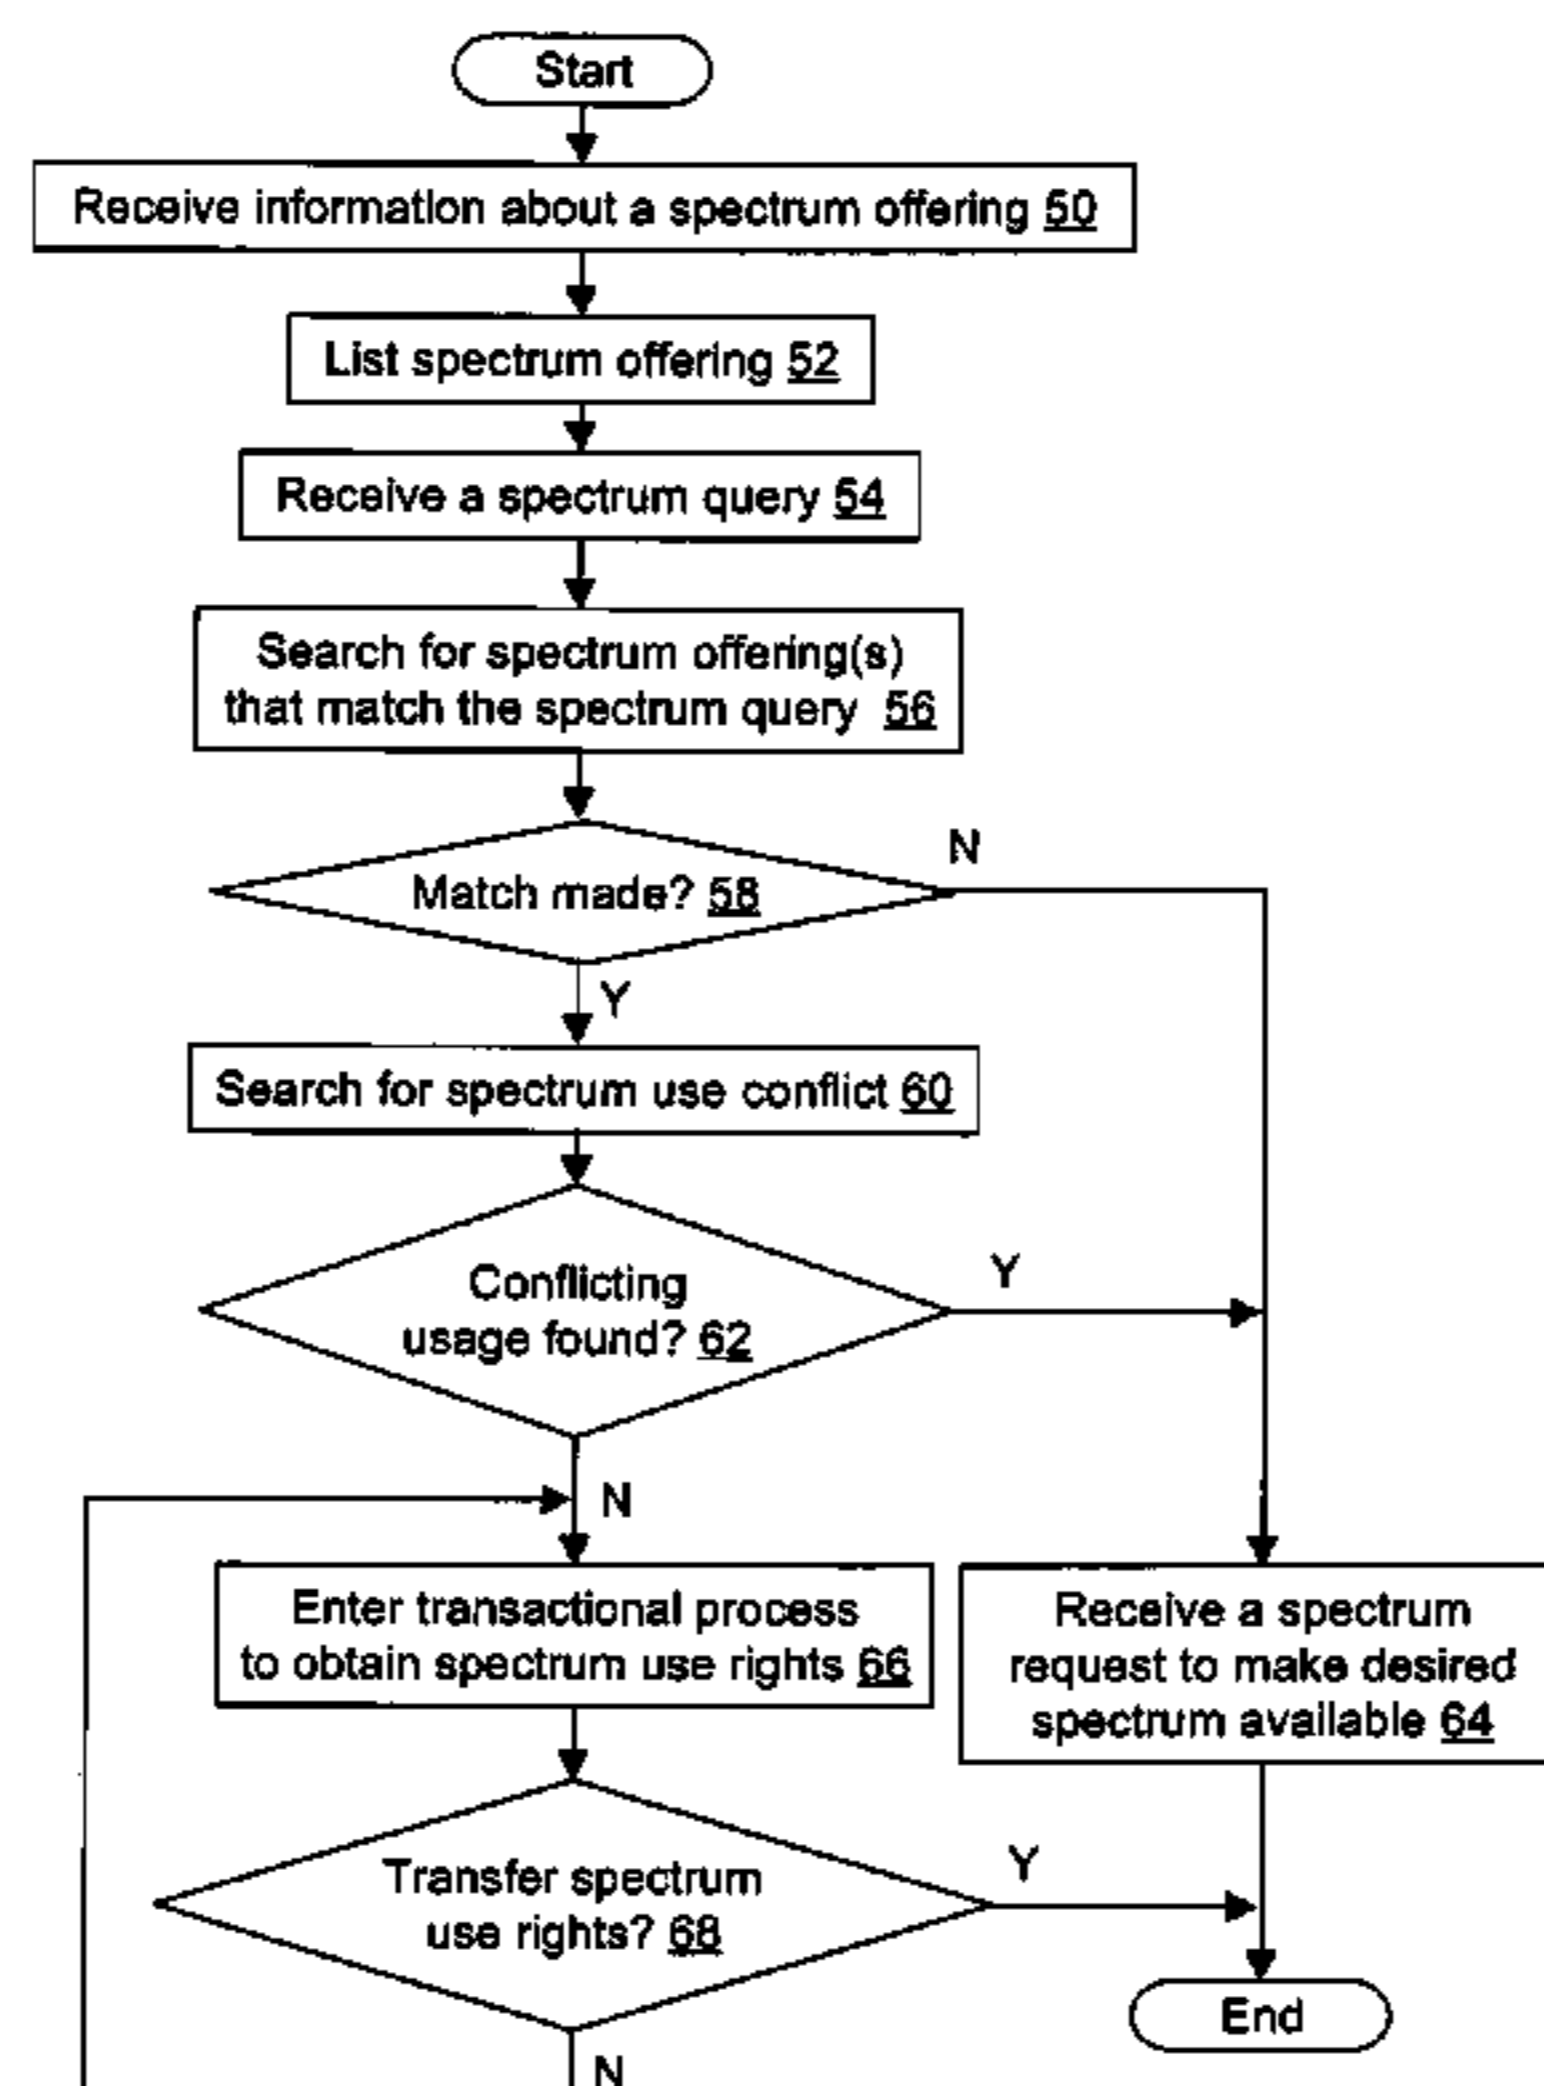 Start
Receive information about a spectrum offering 50
List spectrum offering 52
Receive a spectrum query 54
Search for spectrum offering(s)
that match the spectrum query 56
Match made? 58
N
Y
Search for spectrum use conflict 60
Conflicting
usage found? 62
Y
N
Enter transactional process
to obtain spectrum use rights 66
Receive a spectrum
request to make desired
spectrum available 64
Transfer spectrum
use rights? 68
Y
N
End